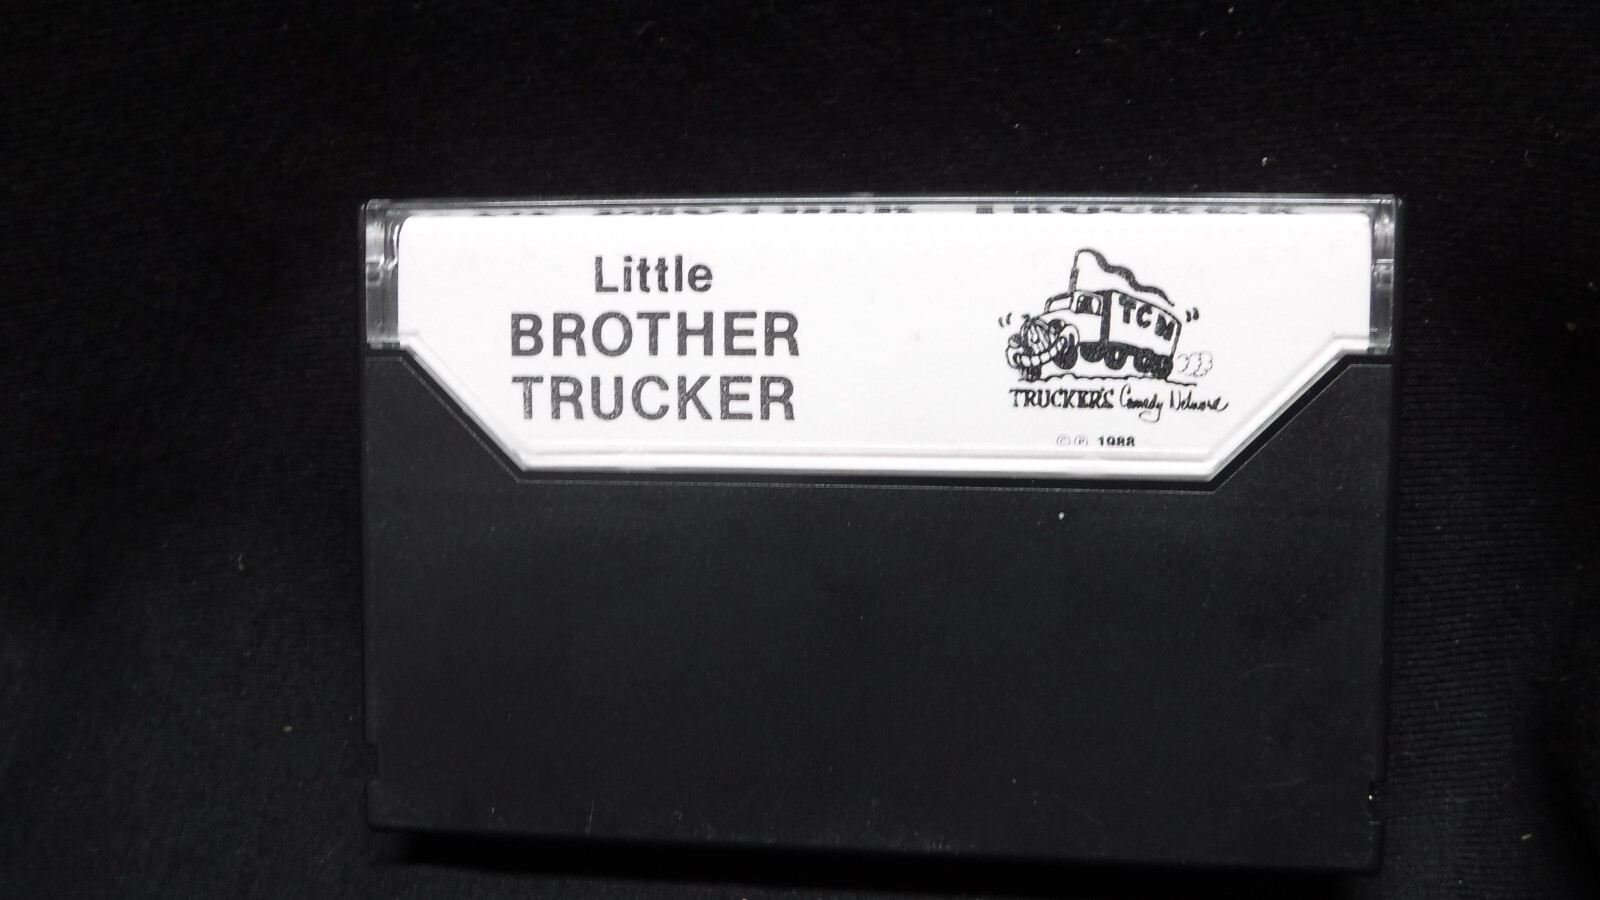 Little
BROTHER
TRUCKER
" TCN "
TRUCKER'S Comedy Network
©℗ 1988